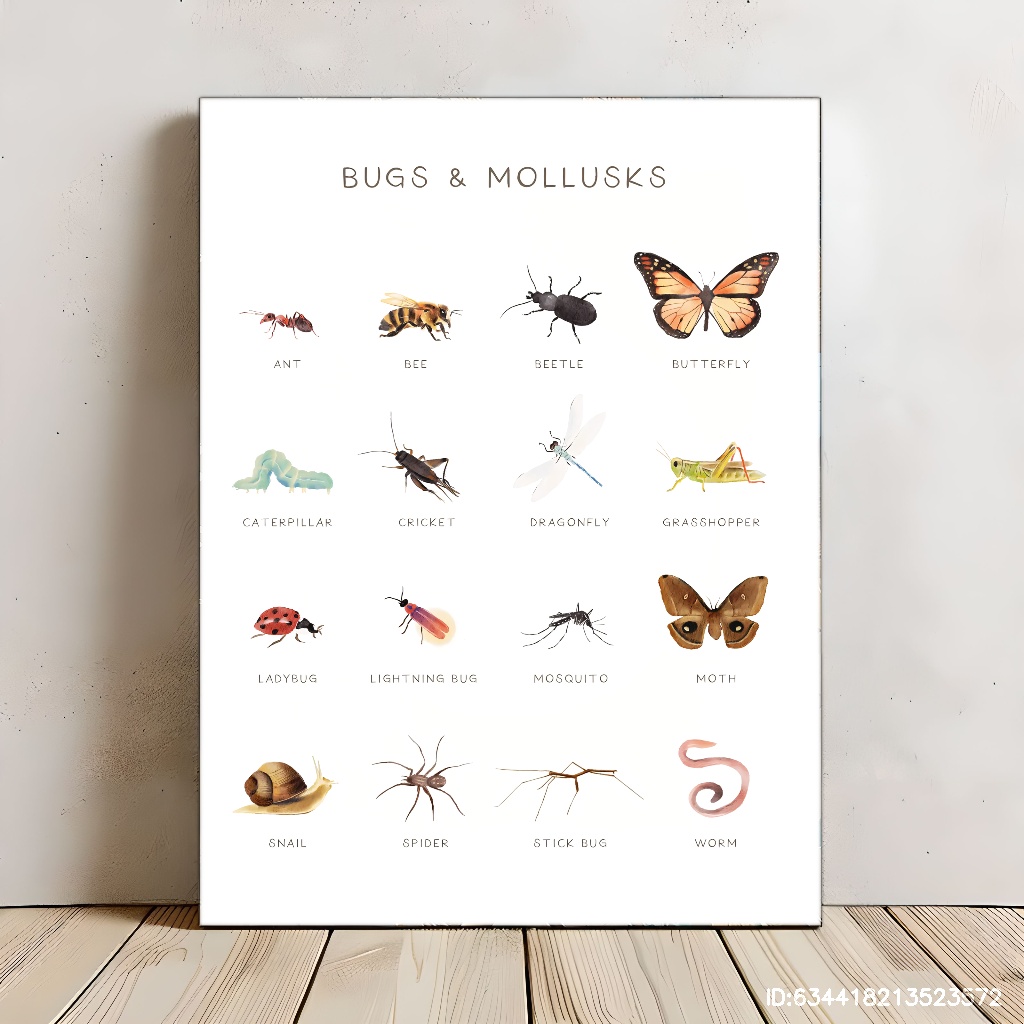 BUGS & MOLLUSKS
ANT BEE BEETLE BUTTERFLY
CATERPILLAR CRICKET DRAGONFLY GRASSHOPPER
LADYBUG LIGHTNING BUG MOSQUITO MOTH
SNAIL SPIDER STICK BUG WORM
ID:634418213523572